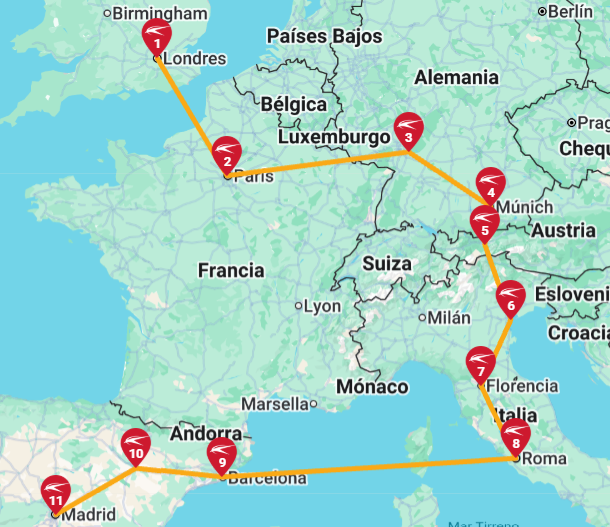 Birmingham
Berlín
1
Londres
Países Bajos
Alemania
Bélgica
Luxemburgo
3
Prag
Chequ
2
París
4
Múnich
5
Austria
Francia
Suiza
Lyon
Milán
6
Esloveni
Croacia
7
Florencia
Mónaco
Marsella
Italia
Andorra
8
Roma
10
9
Barcelona
11
Madrid
Mar Tirreno